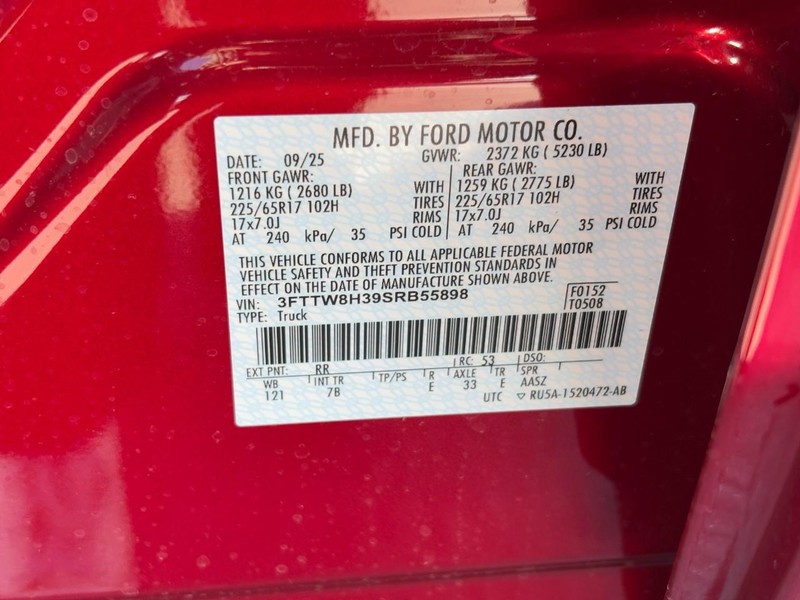 MFD. BY FORD MOTOR CO.
DATE: 09/25 GVWR: 2372 KG ( 5230 LB)
FRONT GAWR: REAR GAWR:
1216 KG ( 2680 LB) WITH 1259 KG ( 2775 LB) WITH
225/65R17 102H TIRES 225/65R17 102H TIRES
17x7.0J RIMS 17x7.0J RIMS
AT 240 kPa/ 35 PSI COLD AT 240 kPa/ 35 PSI COLD
THIS VEHICLE CONFORMS TO ALL APPLICABLE FEDERAL MOTOR
VEHICLE SAFETY AND THEFT PREVENTION STANDARDS IN
EFFECT ON THE DATE OF MANUFACTURE SHOWN ABOVE.
VIN: 3FTTW8H39SRB55898 F0152
TYPE: Truck T0508
EXT PNT: RR RC: 53 DSO:
WB INT TR TP/PS R AXLE TR SPR
121 7B E 33 E AASZ
UTC ▽ RU5A-1520472-AB